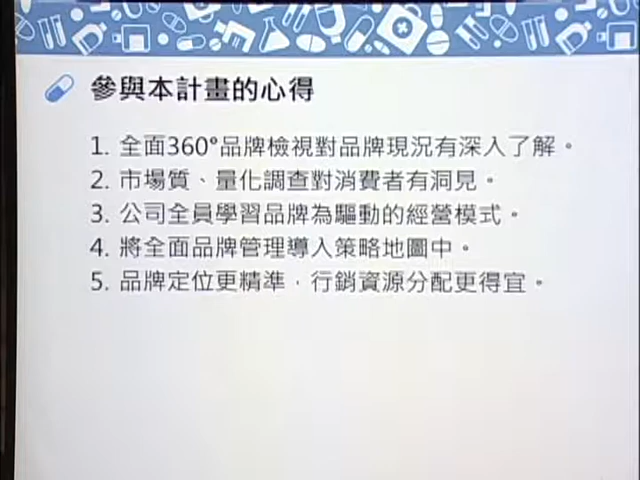 參與本計畫的心得
1. 全面360°品牌檢視對品牌現況有深入了解。
2. 市場質、量化調查對消費者有洞見。
3. 公司全員學習品牌為驅動的經營模式。
4. 將全面品牌管理導入策略地圖中。
5. 品牌定位更精準，行銷資源分配更得宜。